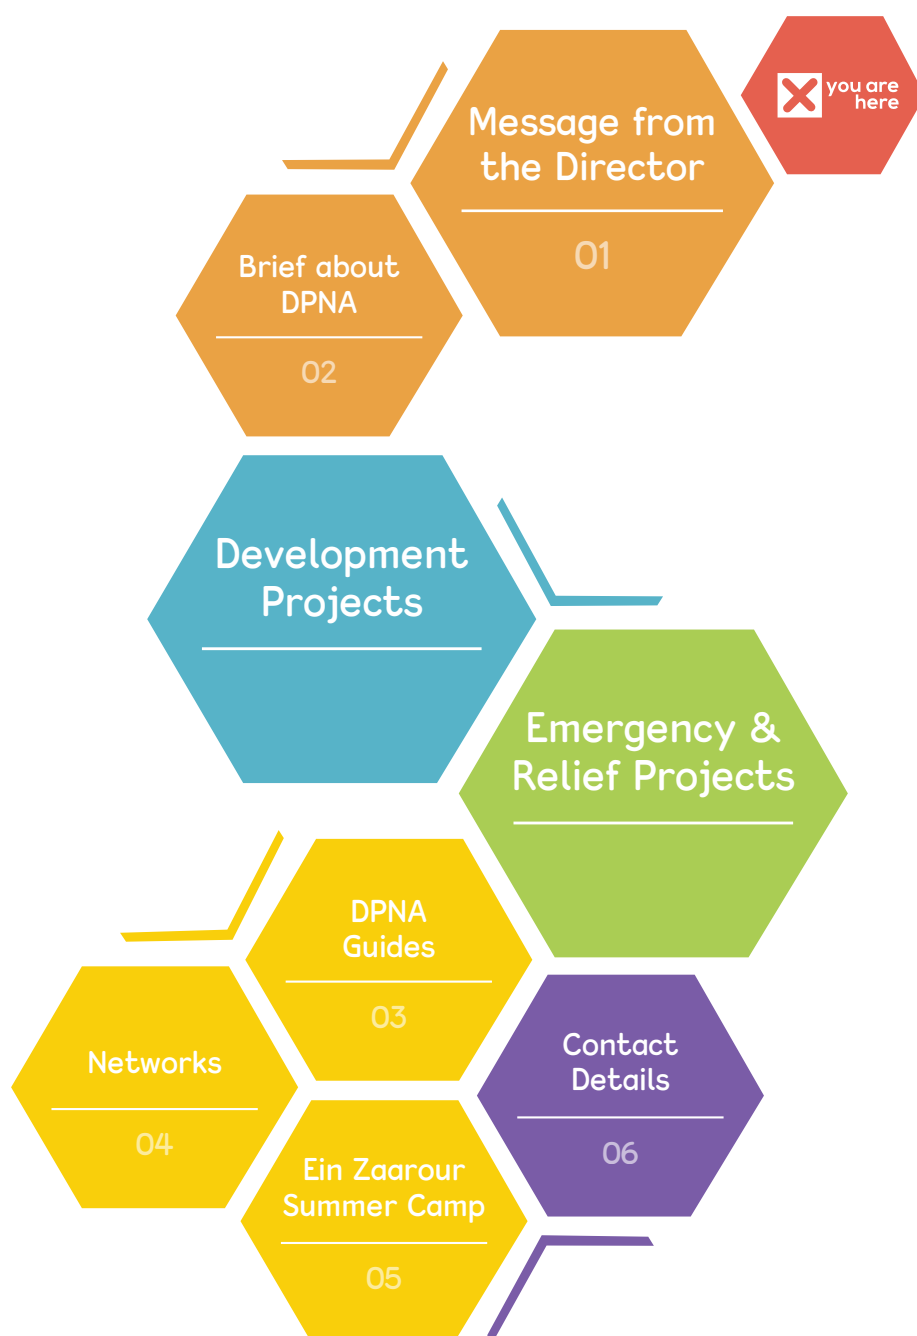 you are
here
Message from
the Director
01
Brief about
DPNA
02
Development
Projects
Emergency &
Relief Projects
DPNA
Guides
03
Networks
04
Contact
Details
06
Ein Zaarour
Summer Camp
05